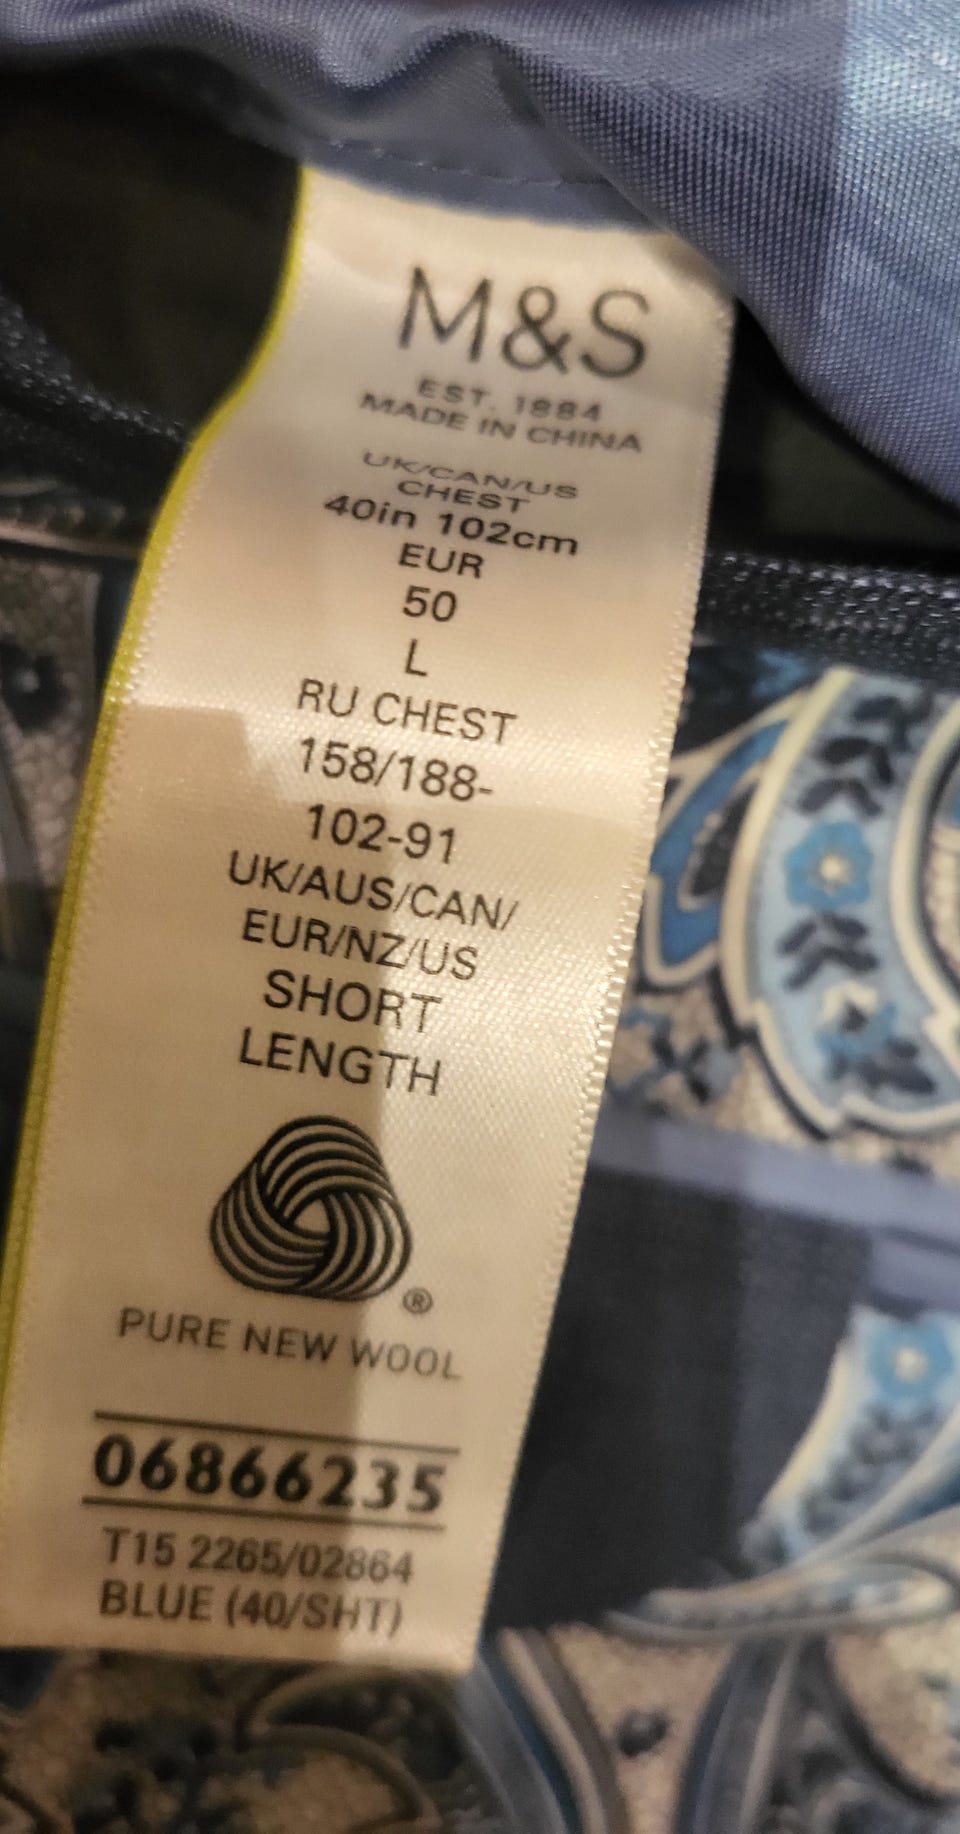 M&S
EST. 1884
MADE IN CHINA
UK/CAN/US
CHEST
40in 102cm
EUR
50
L
RU CHEST
158/188-
102-91
UK/AUS/CAN/
EUR/NZ/US
SHORT
LENGTH
®
PURE NEW WOOL
06866235
T15 2265/02864
BLUE (40/SHT)